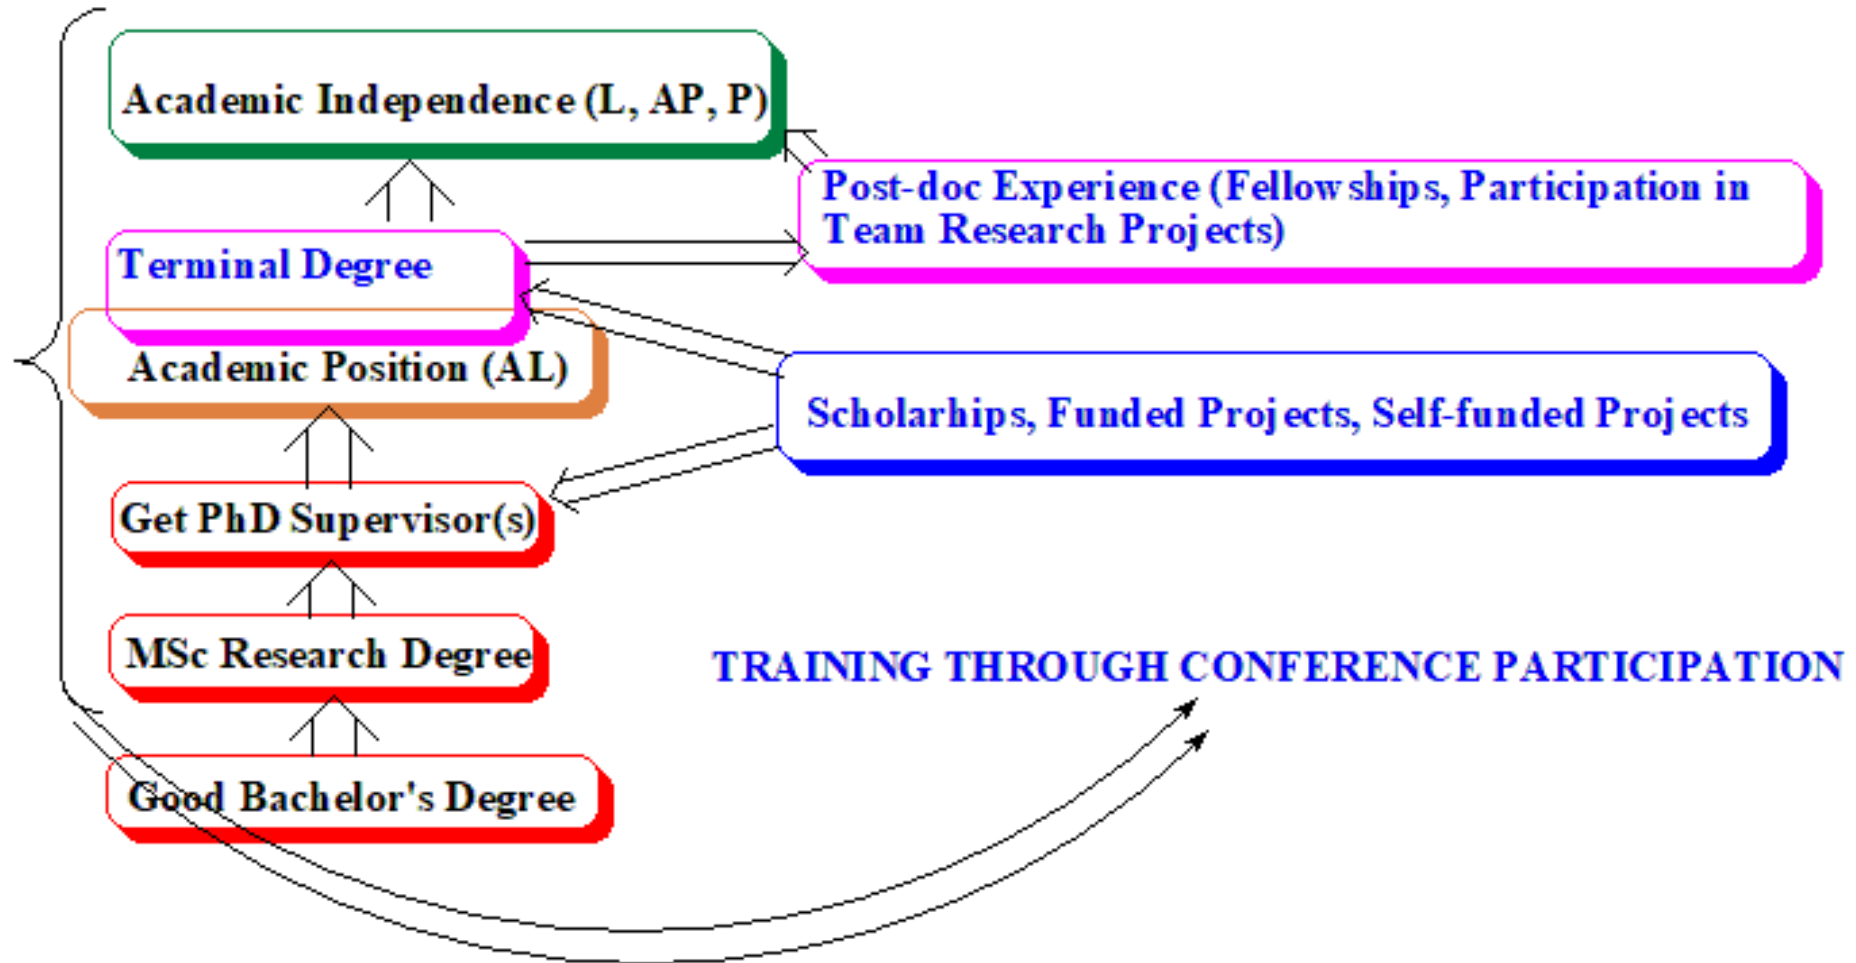 Academic Independence (L, AP, P)
Post-doc Experience (Fellowships, Participation in
Team Research Projects)
Terminal Degree
Academic Position (AL)
Scholarhips, Funded Projects, Self-funded Projects
Get PhD Supervisor(s)
MSc Research Degree
TRAINING THROUGH CONFERENCE PARTICIPATION
Good Bachelor's Degree